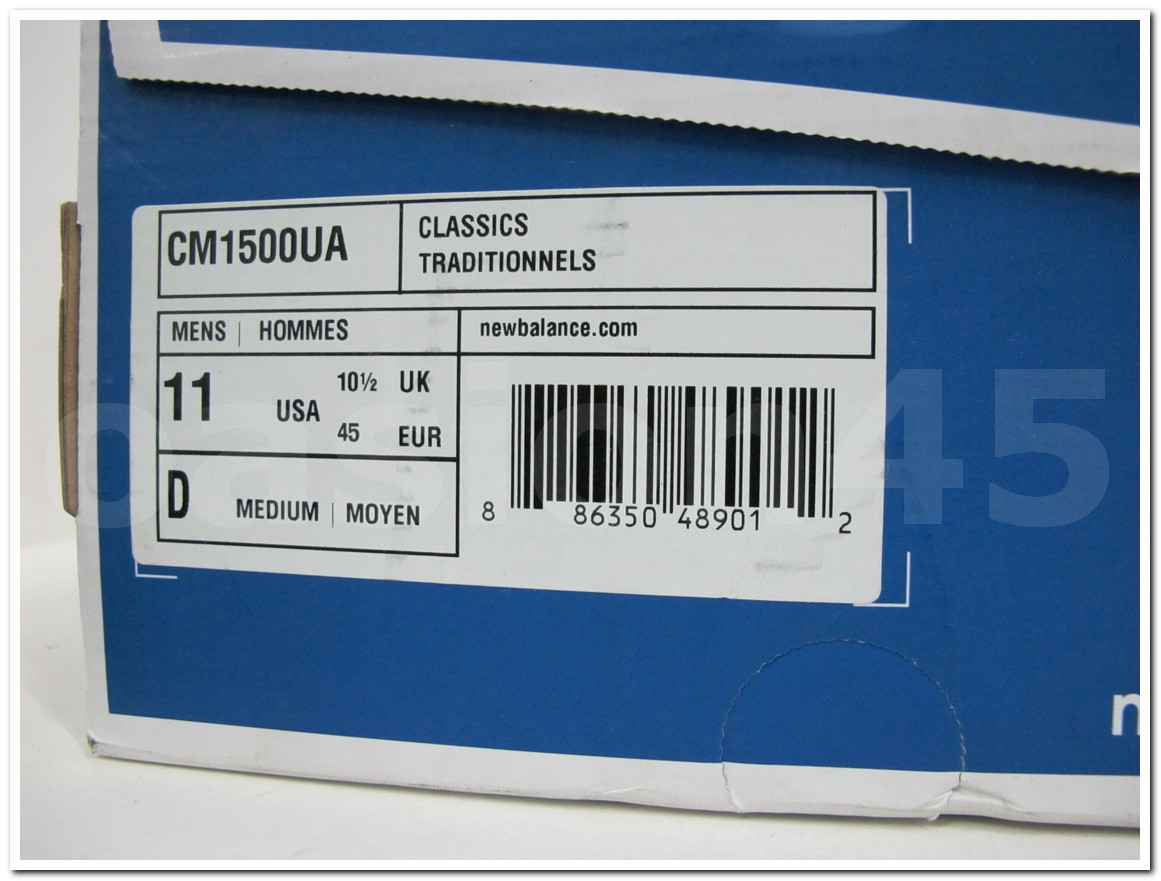 CM1500UA
CLASSICS
TRADITIONNELS
MENS | HOMMES
newbalance.com
11 USA
10½ UK
45 EUR
D MEDIUM | MOYEN
8 86350 48901 2
n